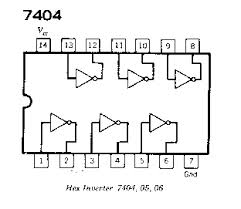 7404
Vcc
14 13 12 11 10 9 8
1 2 3 4 5 6 7
Gnd
Hex Inverter 7404, 05, 06